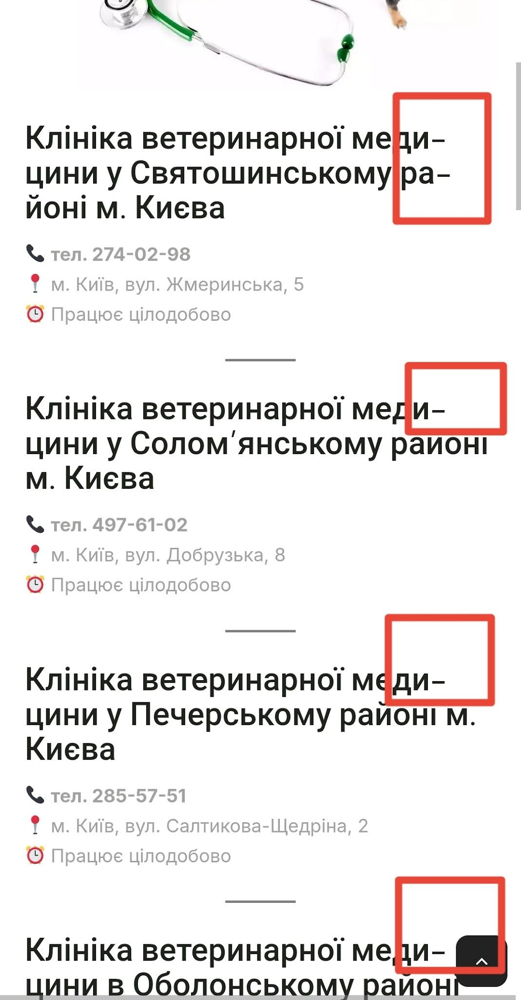 Клініка ветеринарної меди-
цини у Святошинському ра-
йоні м. Києва
тел. 274-02-98
м. Київ, вул. Жмеринська, 5
Працює цілодобово
Клініка ветеринарної меди-
цини у Солом’янському районі
м. Києва
тел. 497-61-02
м. Київ, вул. Добрузька, 8
Працює цілодобово
Клініка ветеринарної меди-
цини у Печерському районі м.
Києва
тел. 285-57-51
м. Київ, вул. Салтикова-Щедріна, 2
Працює цілодобово
Клініка ветеринарної меди-
цини в Оболонському районі